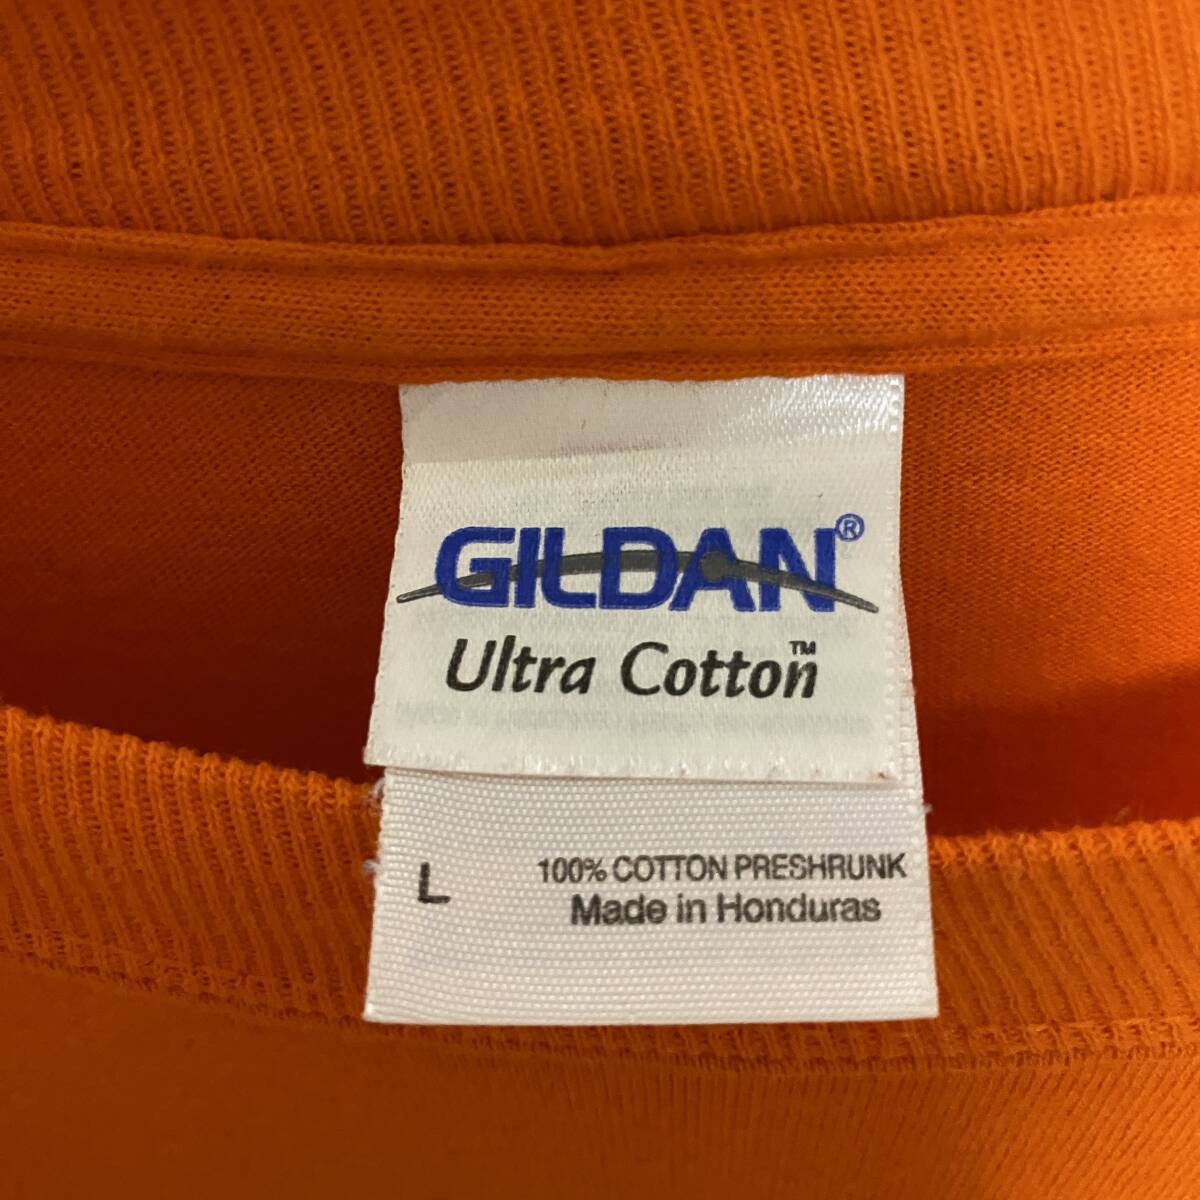 GILDAN®
Ultra Cotton™
L
100% COTTON PRESHRUNK
Made in Honduras